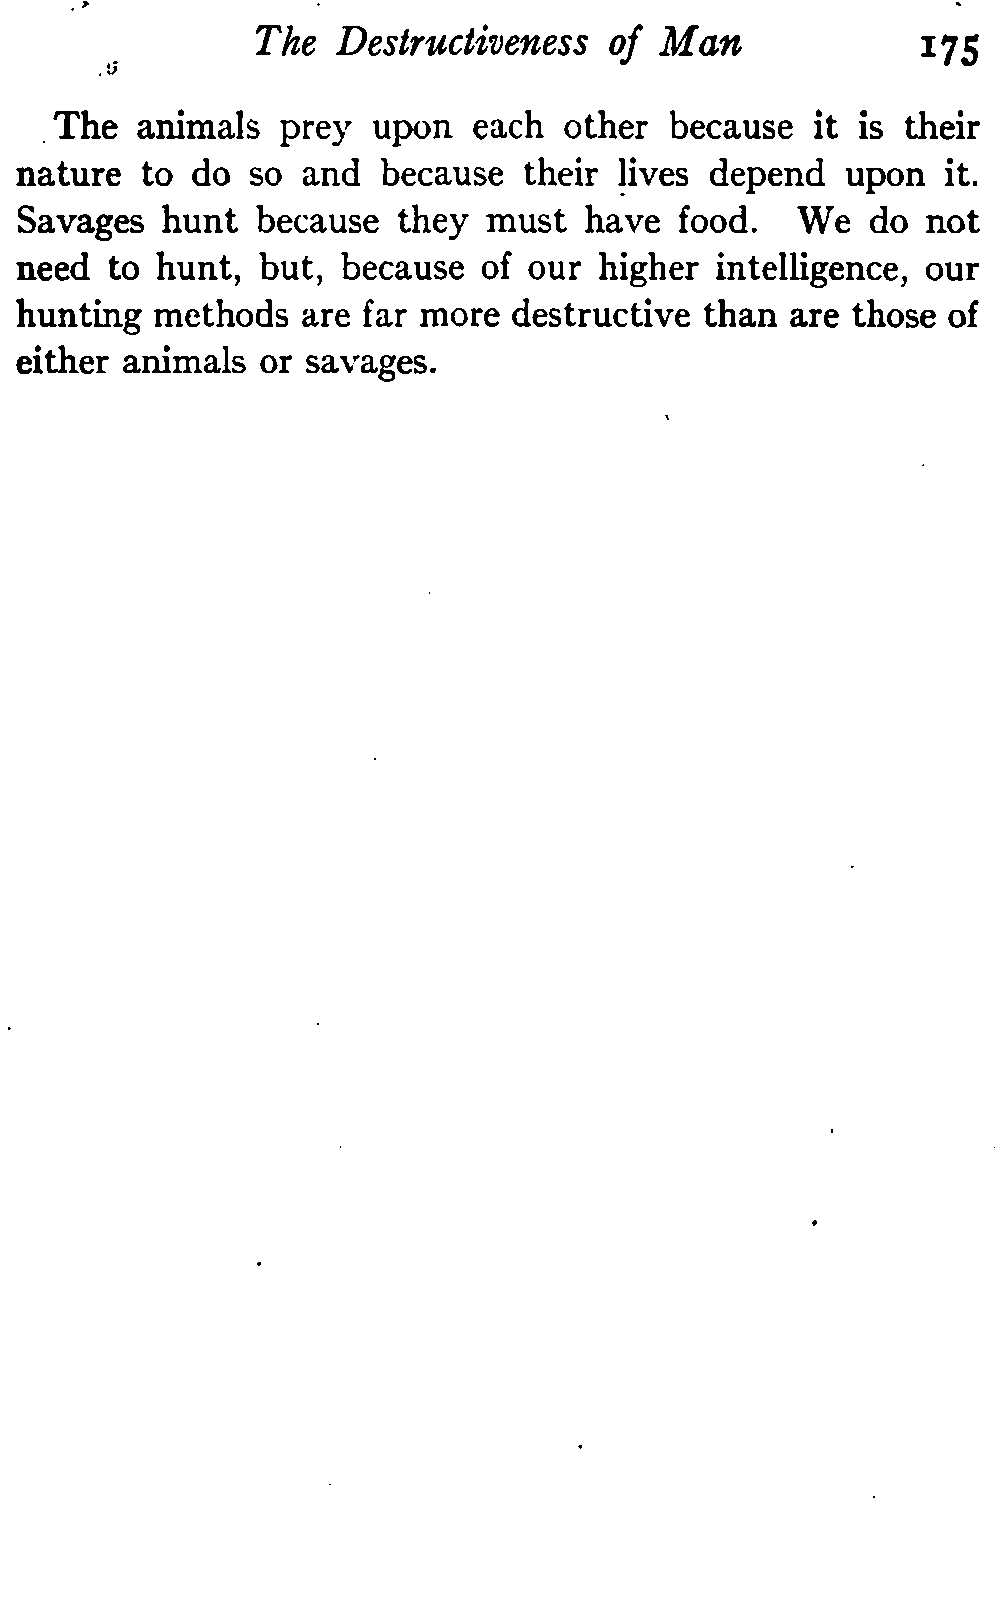 The Destructiveness of Man 175
The animals prey upon each other because it is their
nature to do so and because their lives depend upon it.
Savages hunt because they must have food. We do not
need to hunt, but, because of our higher intelligence, our
hunting methods are far more destructive than are those of
either animals or savages.